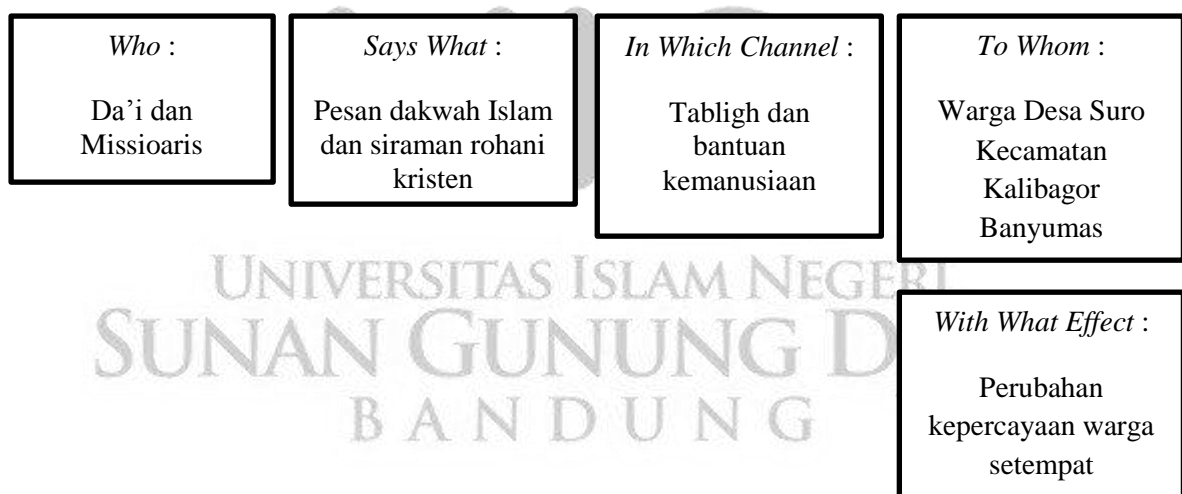 Who :
Da’i dan
Missioaris
Says What :
Pesan dakwah Islam
dan siraman rohani
kristen
In Which Channel :
Tabligh dan
bantuan
kemanusiaan
To Whom :
Warga Desa Suro
Kecamatan
Kalibagor
Banyumas
UNIVERSITAS ISLAM NEGERI
SUNAN GUNUNG D
BANDUNG
With What Effect :
Perubahan
kepercayaan warga
setempat